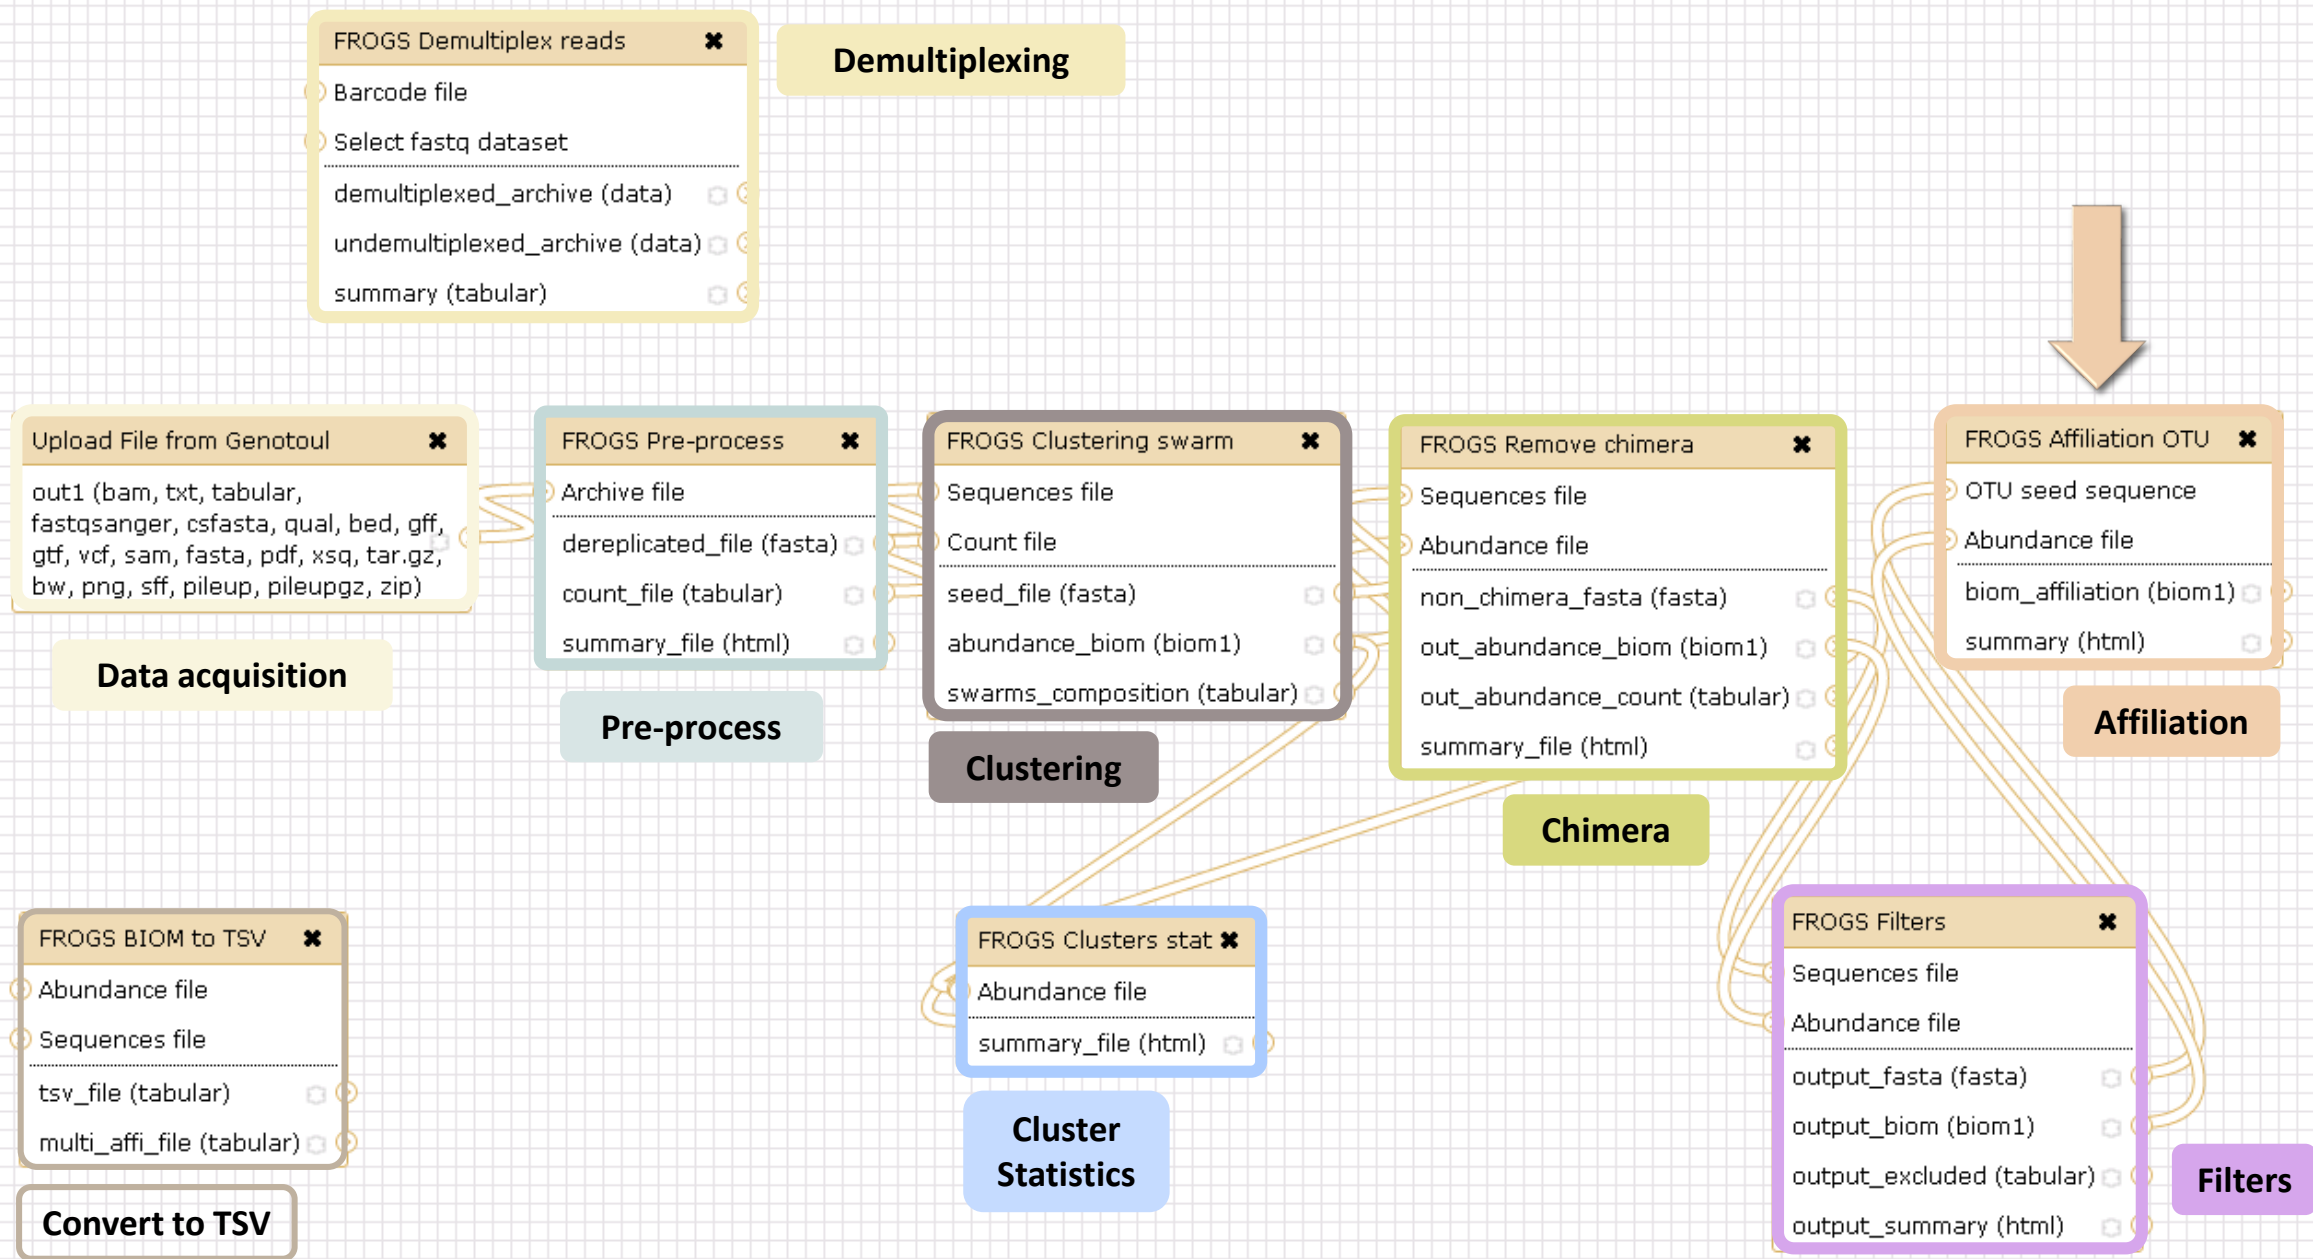 FROGS Demultiplex reads
Barcode file
Select fastq dataset
demultiplexed_archive (data)
undemultiplexed_archive (data)
summary (tabular)
Demultiplexing
Upload File from Genotoul
out1 (bam, txt, tabular,
fastqsanger, csfasta, qual, bed, gff,
gtf, vcf, sam, fasta, pdf, xsq, tar.gz,
bw, png, sff, pileup, pileupgz, zip)
Data acquisition
FROGS Pre-process
Archive file
dereplicated_file (fasta)
count_file (tabular)
summary_file (html)
Pre-process
FROGS Clustering swarm
Sequences file
Count file
seed_file (fasta)
abundance_biom (biom1)
swarms_composition (tabular)
Clustering
FROGS Remove chimera
Sequences file
Abundance file
non_chimera_fasta (fasta)
out_abundance_biom (biom1)
out_abundance_count (tabular)
summary_file (html)
Chimera
FROGS Affiliation OTU
OTU seed sequence
Abundance file
biom_affiliation (biom1)
summary (html)
Affiliation
FROGS BIOM to TSV
Abundance file
Sequences file
tsv_file (tabular)
multi_affi_file (tabular)
Convert to TSV
FROGS Clusters stat
Abundance file
summary_file (html)
Cluster
Statistics
FROGS Filters
Sequences file
Abundance file
output_fasta (fasta)
output_biom (biom1)
output_excluded (tabular)
output_summary (html)
Filters